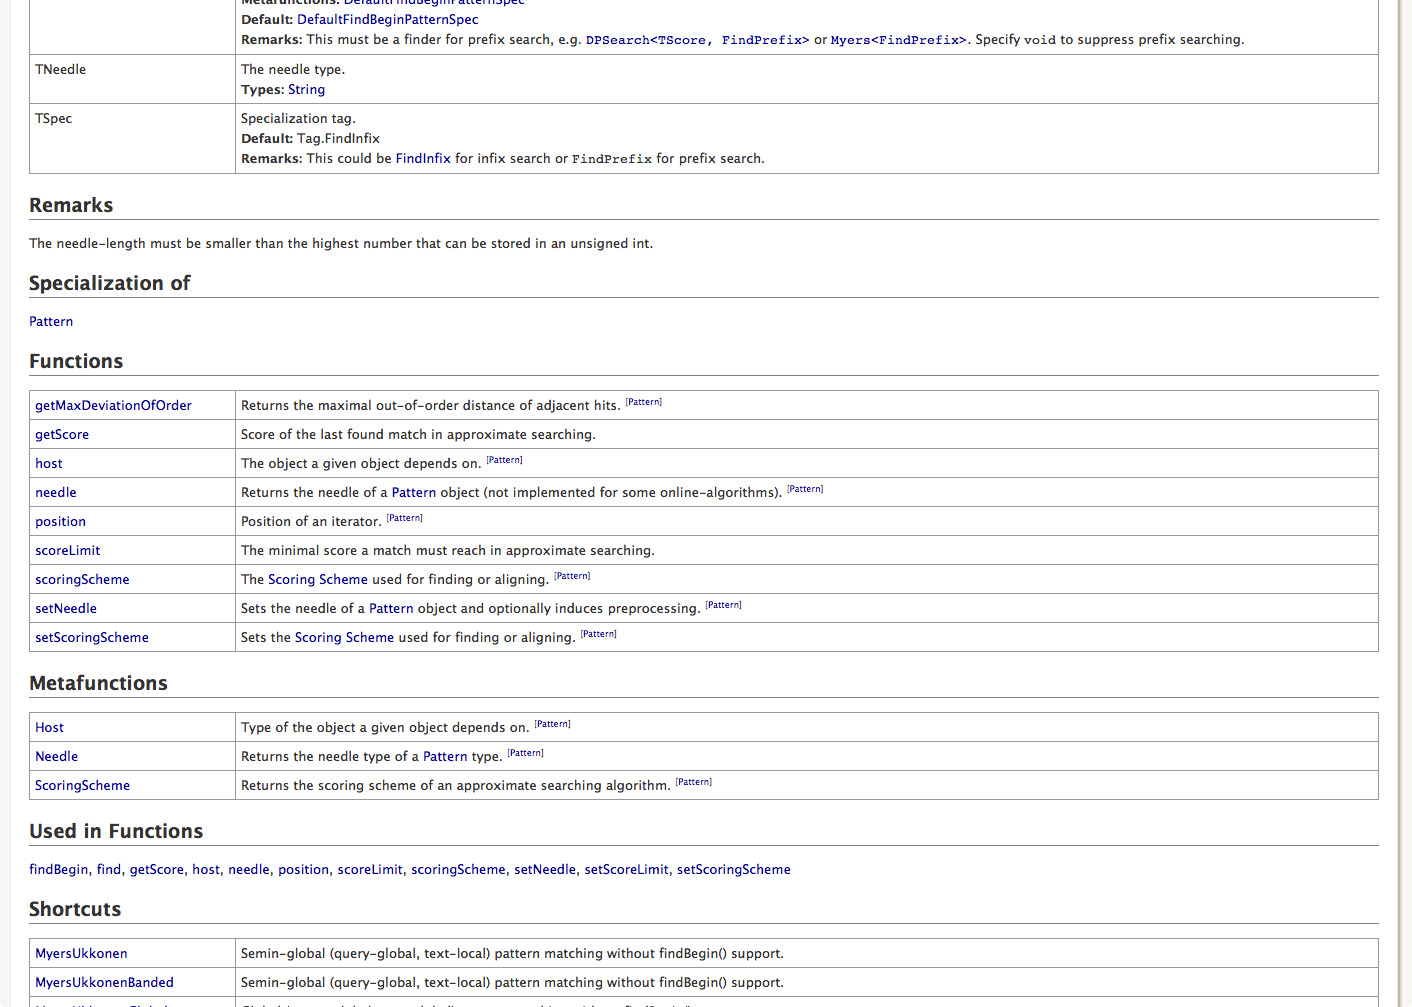 Metafunctions: DefaultFindBeginPatternSpec
Default: DefaultFindBeginPatternSpec
Remarks: This must be a finder for prefix search, e.g. DPSearch<TScore, FindPrefix> or Myers<FindPrefix>. Specify void to suppress prefix searching.
TNeedle The needle type.
Types: String
TSpec Specialization tag.
Default: Tag.FindInfix
Remarks: This could be FindInfix for infix search or FindPrefix for prefix search.
Remarks
The needle-length must be smaller than the highest number that can be stored in an unsigned int.
Specialization of
Pattern
Functions
getMaxDeviationOfOrder Returns the maximal out-of-order distance of adjacent hits. [Pattern]
getScore Score of the last found match in approximate searching.
host The object a given object depends on. [Pattern]
needle Returns the needle of a Pattern object (not implemented for some online-algorithms). [Pattern]
position Position of an iterator. [Pattern]
scoreLimit The minimal score a match must reach in approximate searching.
scoringScheme The Scoring Scheme used for finding or aligning. [Pattern]
setNeedle Sets the needle of a Pattern object and optionally induces preprocessing. [Pattern]
setScoringScheme Sets the Scoring Scheme used for finding or aligning. [Pattern]
Metafunctions
Host Type of the object a given object depends on. [Pattern]
Needle Returns the needle type of a Pattern type. [Pattern]
ScoringScheme Returns the scoring scheme of an approximate searching algorithm. [Pattern]
Used in Functions
findBegin, find, getScore, host, needle, position, scoreLimit, scoringScheme, setNeedle, setScoreLimit, setScoringScheme
Shortcuts
MyersUkkonen Semin-global (query-global, text-local) pattern matching without findBegin() support.
MyersUkkonenBanded Semin-global (query-global, text-local) pattern matching without findBegin() support.